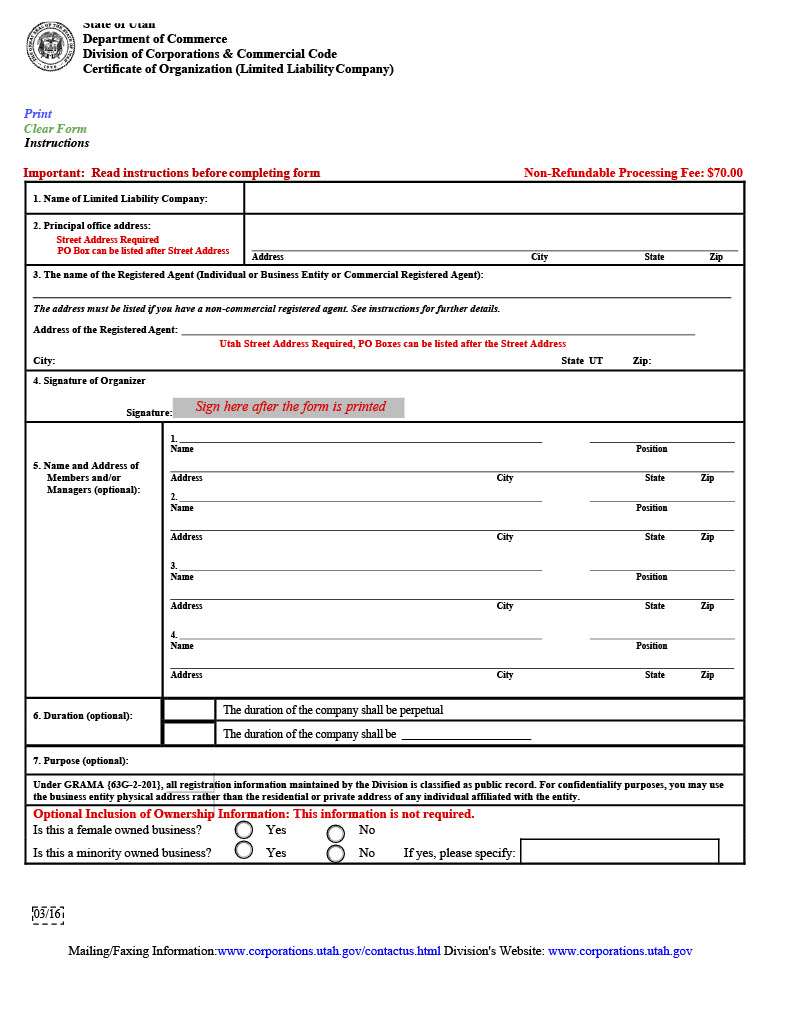 State of Utah
Department of Commerce
Division of Corporations & Commercial Code
Certificate of Organization (Limited Liability Company)
Print
Clear Form
Instructions
Important: Read instructions before completing form Non-Refundable Processing Fee: $70.00
1. Name of Limited Liability Company:
2. Principal office address:
Street Address Required
PO Box can be listed after Street Address
Address City State Zip
3. The name of the Registered Agent (Individual or Business Entity or Commercial Registered Agent):
The address must be listed if you have a non-commercial registered agent. See instructions for further details.
Address of the Registered Agent:
Utah Street Address Required, PO Boxes can be listed after the Street Address
City: State UT Zip:
4. Signature of Organizer
Signature: Sign here after the form is printed
5. Name and Address of
Members and/or
Managers (optional):
1.
Name Position
Address City State Zip
2.
Name Position
Address City State Zip
3.
Name Position
Address City State Zip
4.
Name Position
Address City State Zip
6. Duration (optional):
The duration of the company shall be perpetual
The duration of the company shall be
7. Purpose (optional):
Under GRAMA {63G-2-201}, all registration information maintained by the Division is classified as public record. For confidentiality purposes, you may use
the business entity physical address rather than the residential or private address of any individual affiliated with the entity.
Optional Inclusion of Ownership Information: This information is not required.
Is this a female owned business? Yes No
Is this a minority owned business? Yes No If yes, please specify:
03/16
Mailing/Faxing Information:www.corporations.utah.gov/contactus.html Division's Website: www.corporations.utah.gov